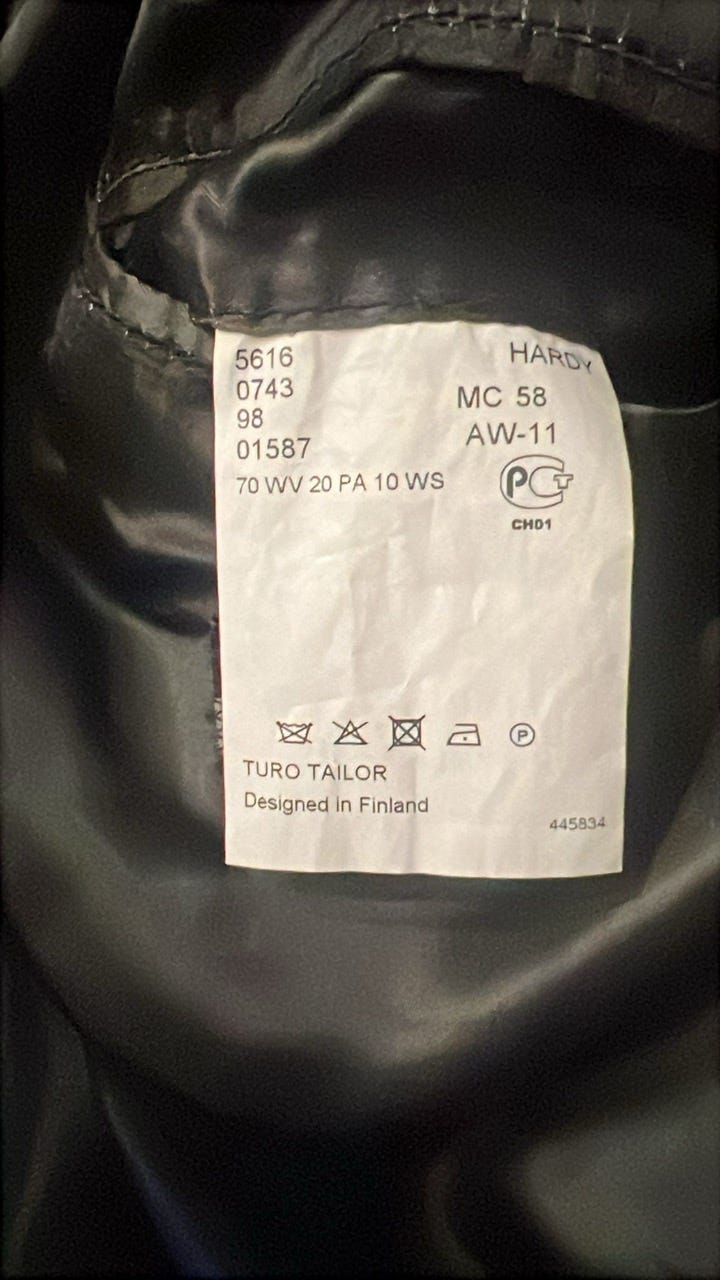 5616
HARDY
0743
MC 58
98
AW-11
01587
70 WV 20 PA 10 WS
PCT
CH01
P
TURO TAILOR
Designed in Finland
445834